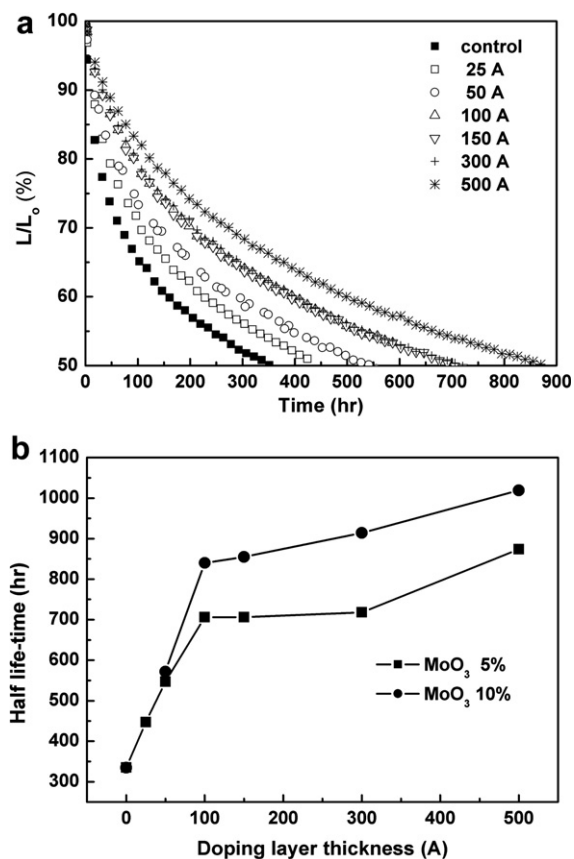 a
100
90
80
70
60
50
L/Lo (%)
control
25 A
50 A
100 A
150 A
300 A
500 A
0 100 200 300 400 500 600 700 800 900
Time (hr)
b
1100
1000
900
800
700
600
500
400
300
Half life-time (hr)
MoO3 5%
MoO3 10%
0 100 200 300 400 500
Doping layer thickness (A)